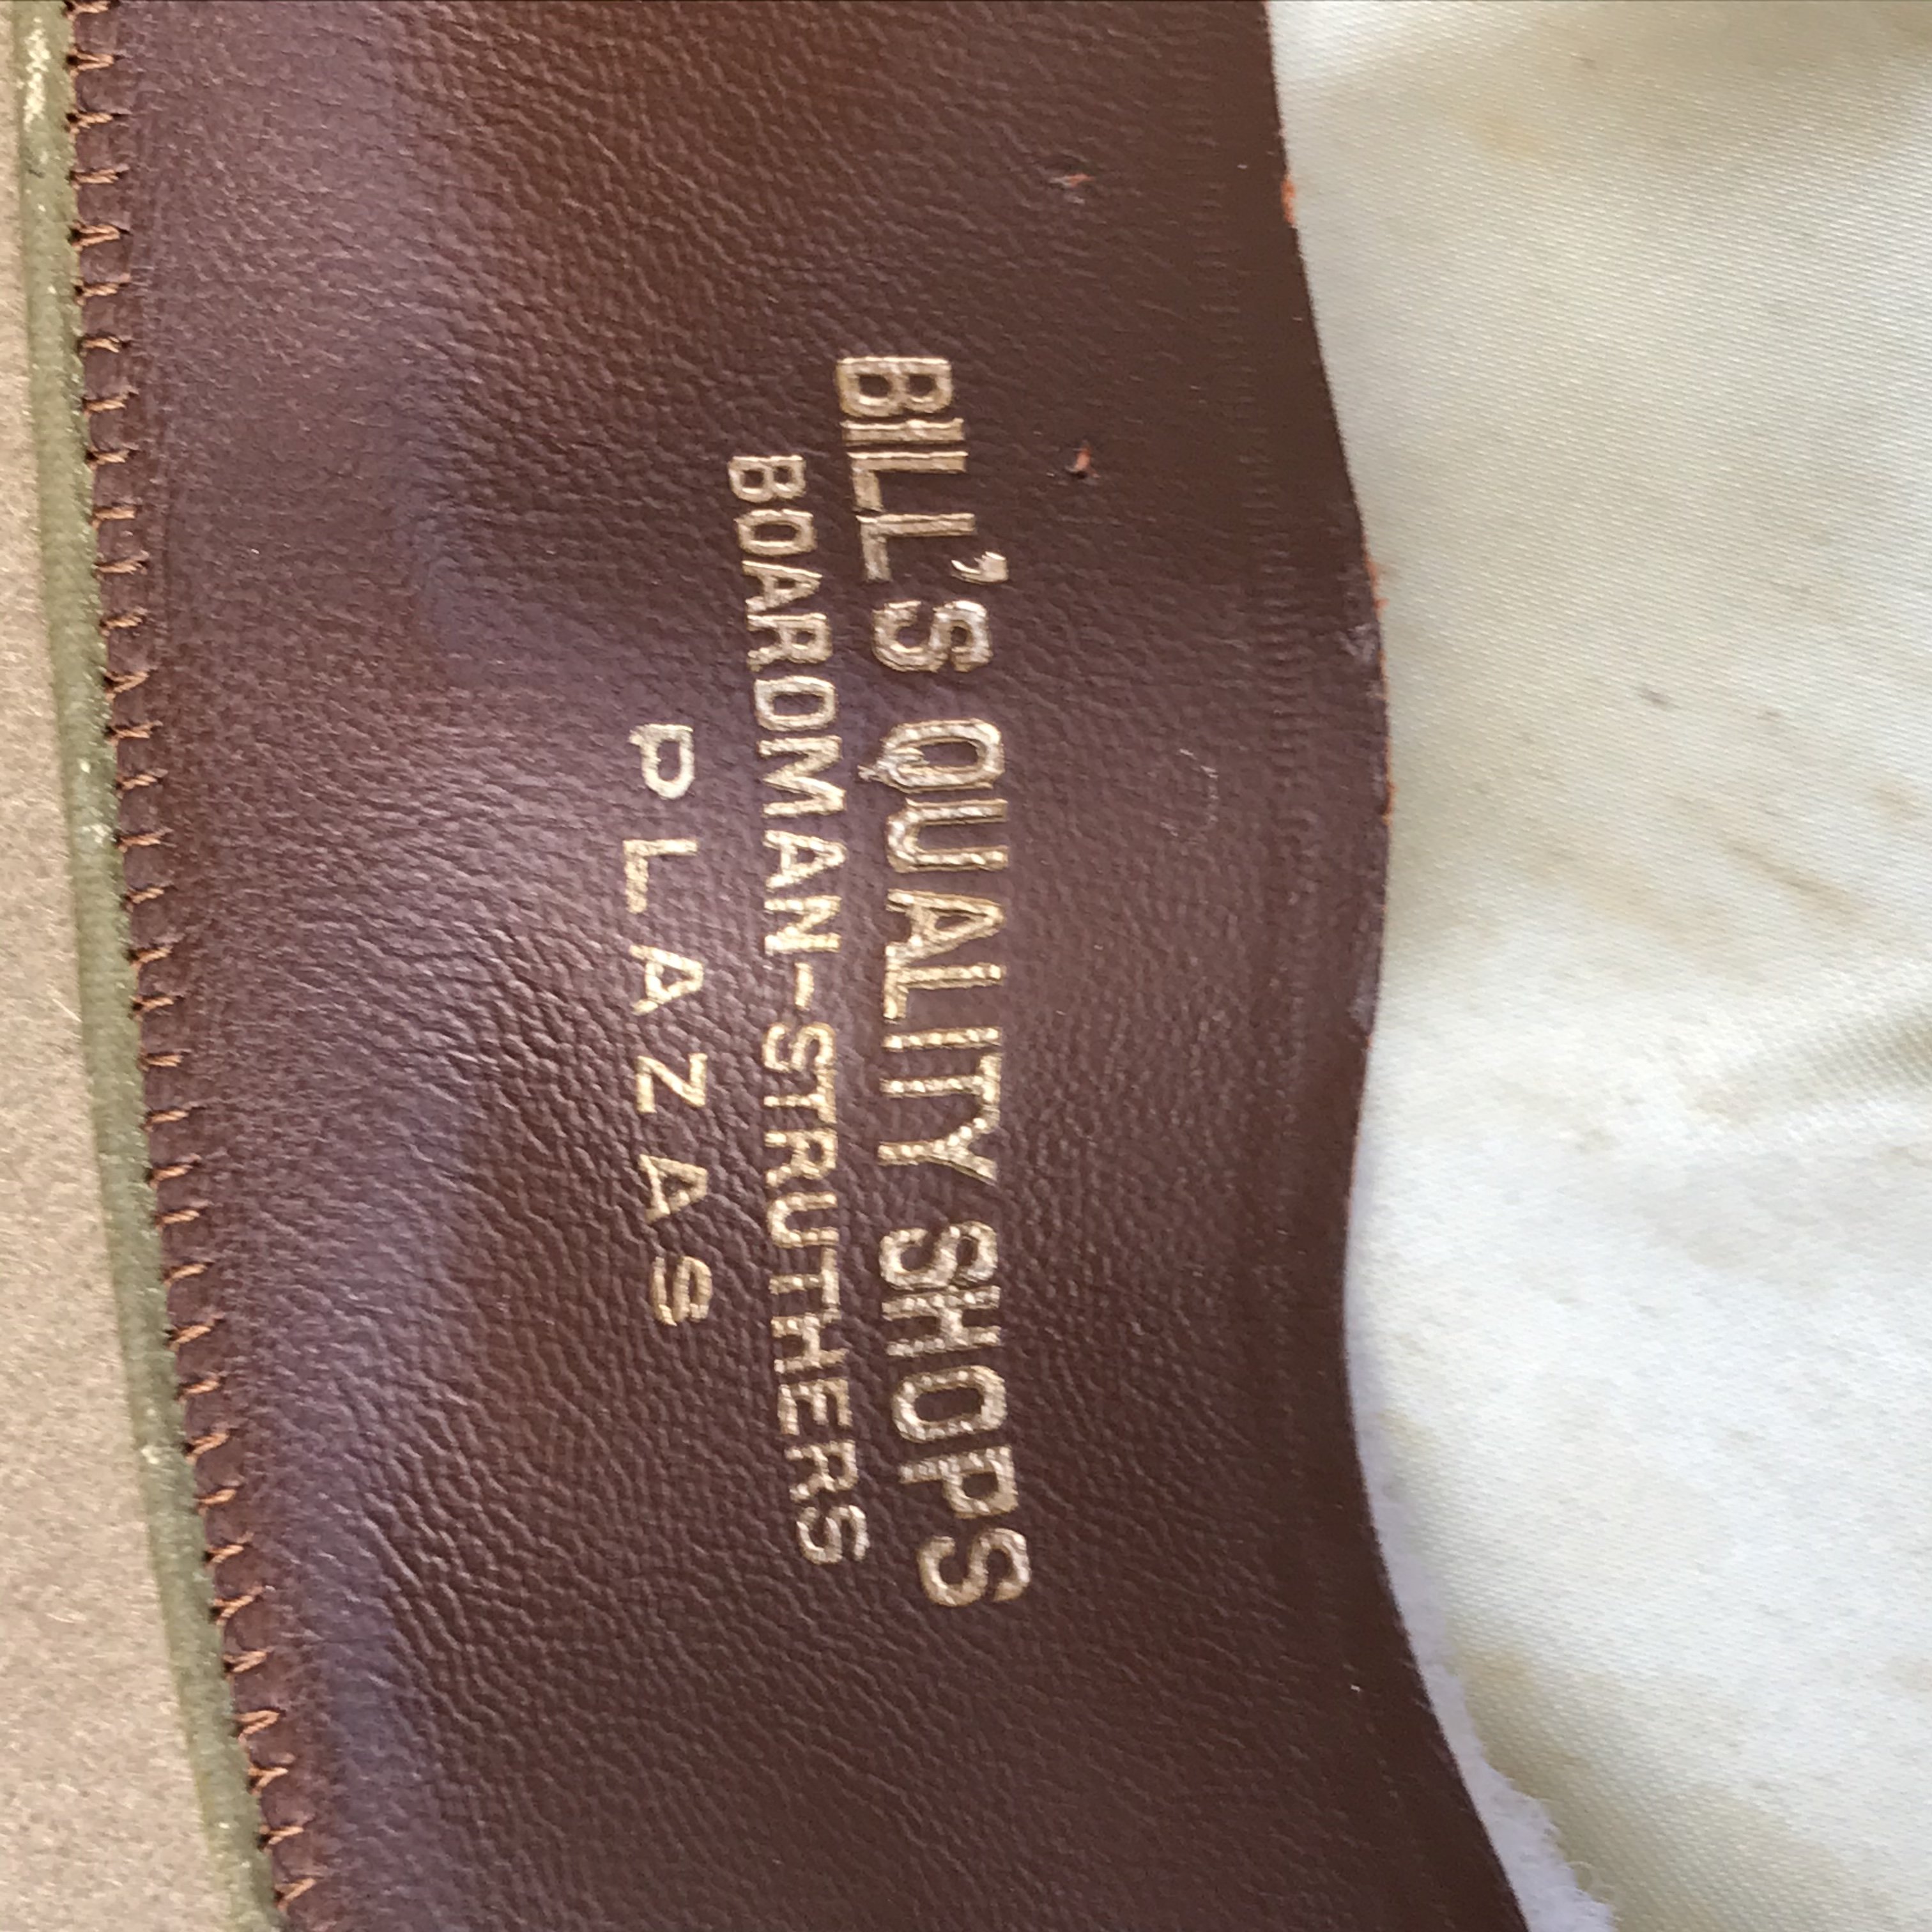 BILL'S QUALITY SHOPS
BOARDMAN-STRUTHERS
PLAZAS